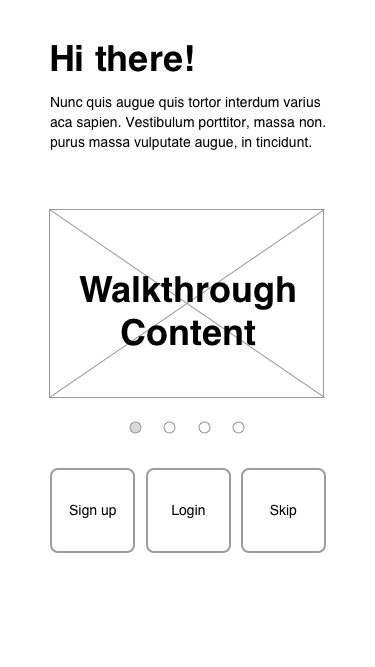 Hi there!
Nunc quis augue quis tortor interdum varius
aca sapien. Vestibulum porttitor, massa non.
purus massa vulputate augue, in tincidunt.
Walkthrough
Content
Sign up
Login
Skip